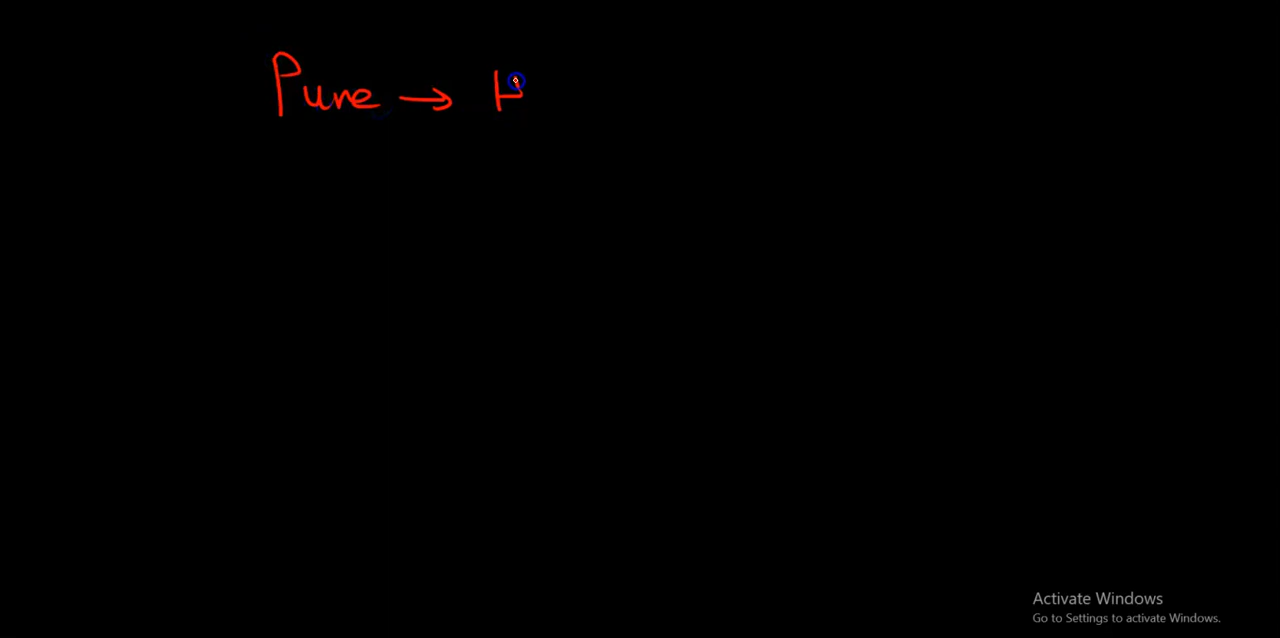 Pure →
Activate Windows
Go to Settings to activate Windows.